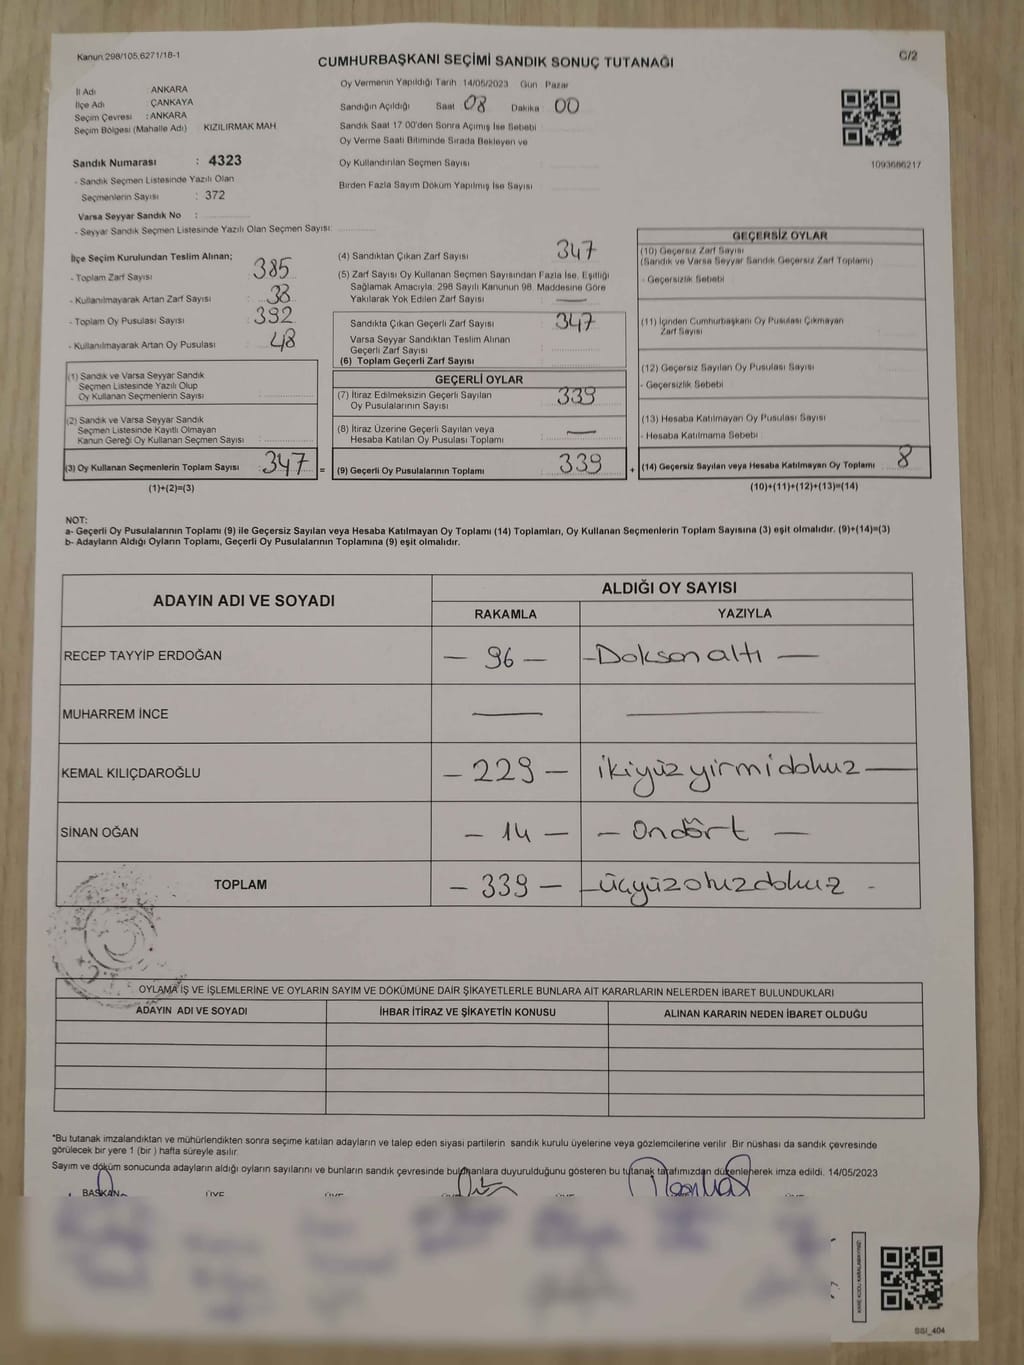 Kanun 298/105,6271/18-1
CUMHURBAŞKANI SEÇİMİ SANDIK SONUÇ TUTANAĞI
C/2
İl Adı : ANKARA
İlçe Adı : ÇANKAYA
Seçim Çevresi : ANKARA
Seçim Bölgesi (Mahalle Adı) KIZILIRMAK MAH
Sandık Numarası : 4323
- Sandık Seçmen Listesinde Yazılı Olan
Seçmenlerin Sayısı : 372
Varsa Seyyar Sandık No :
- Seyyar Sandık Seçmen Listesinde Yazılı Olan Seçmen Sayısı:
Oy Vermenin Yapıldığı Tarih 14/05/2023 Gün Pazar
Sandığın Açıldığı Saat 08 Dakika 00
Sandık Saat 17 00'den Sonra Açımış İse Sebebi
Oy Verme Saati Bitiminde Sırada Bekleyen ve
Oy Kullandırılan Seçmen Sayısı
Birden Fazla Sayım Döküm Yapılmış İse Sayısı
1093686217
İlçe Seçim Kurulundan Teslim Alınan;
- Toplam Zarf Sayısı 385
- Kullanılmayarak Artan Zarf Sayısı 38
- Toplam Oy Pusulası Sayısı 392
- Kullanılmayarak Artan Oy Pusulası 48
(1) Sandık ve Varsa Seyyar Sandık
Seçmen Listesinde Yazılı Olup
Oy Kullanan Seçmenlerin Sayısı :
(2) Sandık ve Varsa Seyyar Sandık
Seçmen Listesinde Kayıtlı Olmayan
Kanun Gereği Oy Kullanan Seçmen Sayısı :
(3) Oy Kullanan Seçmenlerin Toplam Sayısı : 347 =
(1)+(2)=(3)
(4) Sandıktan Çıkan Zarf Sayısı 347
(5) Zarf Sayısı Oy Kullanan Seçmen Sayısından Fazla İse, Eşitliği
Sağlamak Amacıyla; 298 Sayılı Kanunun 98. Maddesine Göre
Yakılarak Yok Edilen Zarf Sayısı —
Sandıkta Çıkan Geçerli Zarf Sayısı 347
Varsa Seyyar Sandıktan Teslim Alınan
Geçerli Zarf Sayısı
(6) Toplam Geçerli Zarf Sayısı
GEÇERLİ OYLAR
(7) İtiraz Edilmeksizin Geçerli Sayılan
Oy Pusulalarının Sayısı 339
(8) İtiraz Üzerine Geçerli Sayılan veya
Hesaba Katılan Oy Pusulası Toplamı —
(9) Geçerli Oy Pusulalarının Toplamı 339 +
GEÇERSİZ OYLAR
(10) Geçersiz Zarf Sayısı
(Sandık ve Varsa Seyyar Sandık Geçersiz Zarf Toplamı)
- Geçersizlik Sebebi
(11) İçinden Cumhurbaşkanı Oy Pusulası Çıkmayan
Zarf Sayısı
(12) Geçersiz Sayılan Oy Pusulası Sayısı
- Geçersizlik Sebebi
(13) Hesaba Katılmayan Oy Pusulası Sayısı
- Hesaba Katılmama Sebebi
(14) Geçersiz Sayılan veya Hesaba Katılmayan Oy Toplamı 8
(10)+(11)+(12)+(13)=(14)
NOT:
a- Geçerli Oy Pusulalarının Toplamı (9) ile Geçersiz Sayılan veya Hesaba Katılmayan Oy Toplamı (14) Toplamları, Oy Kullanan Seçmenlerin Toplam Sayısına (3) eşit olmalıdır. (9)+(14)=(3)
b- Adayların Aldığı Oyların Toplamı, Geçerli Oy Pusulalarının Toplamına (9) eşit olmalıdır.
ADAYIN ADI VE SOYADI
ALDIĞI OY SAYISI
RAKAMLA YAZIYLA
RECEP TAYYİP ERDOĞAN — 96 — — Doksanaltı —
MUHARREM İNCE — —
KEMAL KILIÇDAROĞLU — 229 — ikiyüzyirmidokuz —
SİNAN OĞAN — 14 — — Ondört —
TOPLAM — 339 — — üçyüzotuzdokuz -
OYLAMA İŞ VE İŞLEMLERİNE VE OYLARIN SAYIM VE DÖKÜMÜNE DAİR ŞİKAYETLERLE BUNLARA AİT KARARLARIN NELERDEN İBARET BULUNDUKLARI
ADAYIN ADI VE SOYADI İHBAR İTİRAZ VE ŞİKAYETİN KONUSU ALINAN KARARIN NEDEN İBARET OLDUĞU
*Bu tutanak imzalandıktan ve mühürlendikten sonra seçime katılan adayların ve talep eden siyasi partilerin sandık kurulu üyelerine veya gözlemcilerine verilir Bir nüshası da sandık çevresinde
görülecek bir yere 1 (bir ) hafta süreyle asılır
Sayım ve döküm sonucunda adayların aldığı oyların sayılarını ve bunların sandık çevresinde bulunanlara duyurulduğunu gösteren bu tutanak tarafımızdan düzenlenerek imza edildi. 14/05/2023
BAŞKAN ÜYE ÜYE ÜYE
KARE KODU KARALAMAYINIZ!
SSI_404